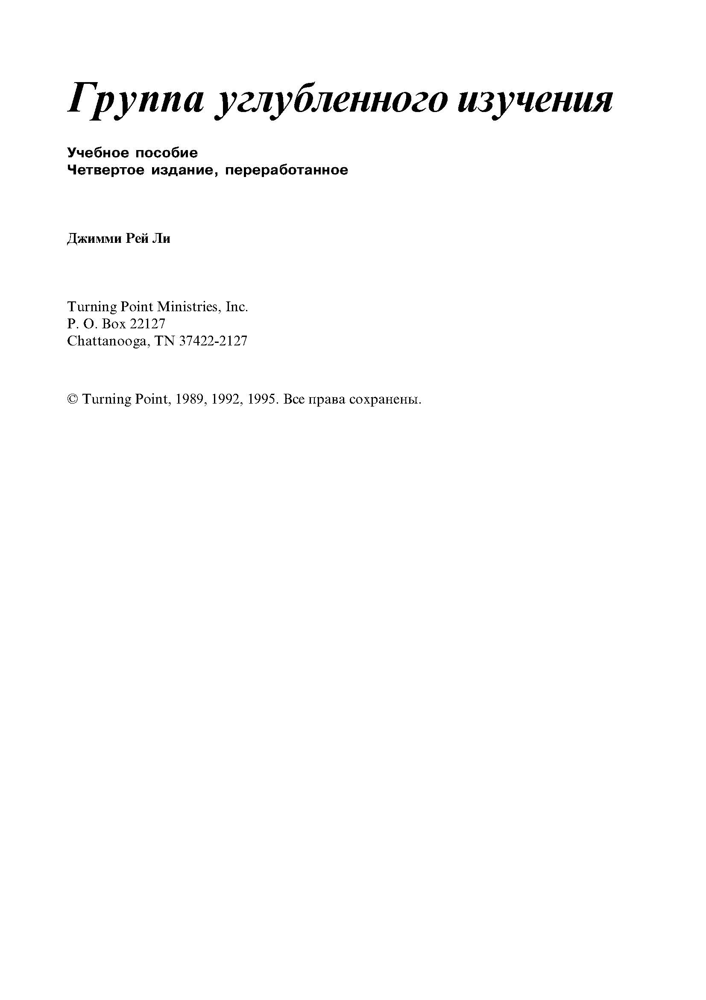 Группа углубленного изучения
Учебное пособие
Четвертое издание, переработанное
Джимми Рей Ли
Turning Point Ministries, Inc.
P. O. Box 22127
Chattanooga, TN 37422-2127
© Turning Point, 1989, 1992, 1995. Все права сохранены.